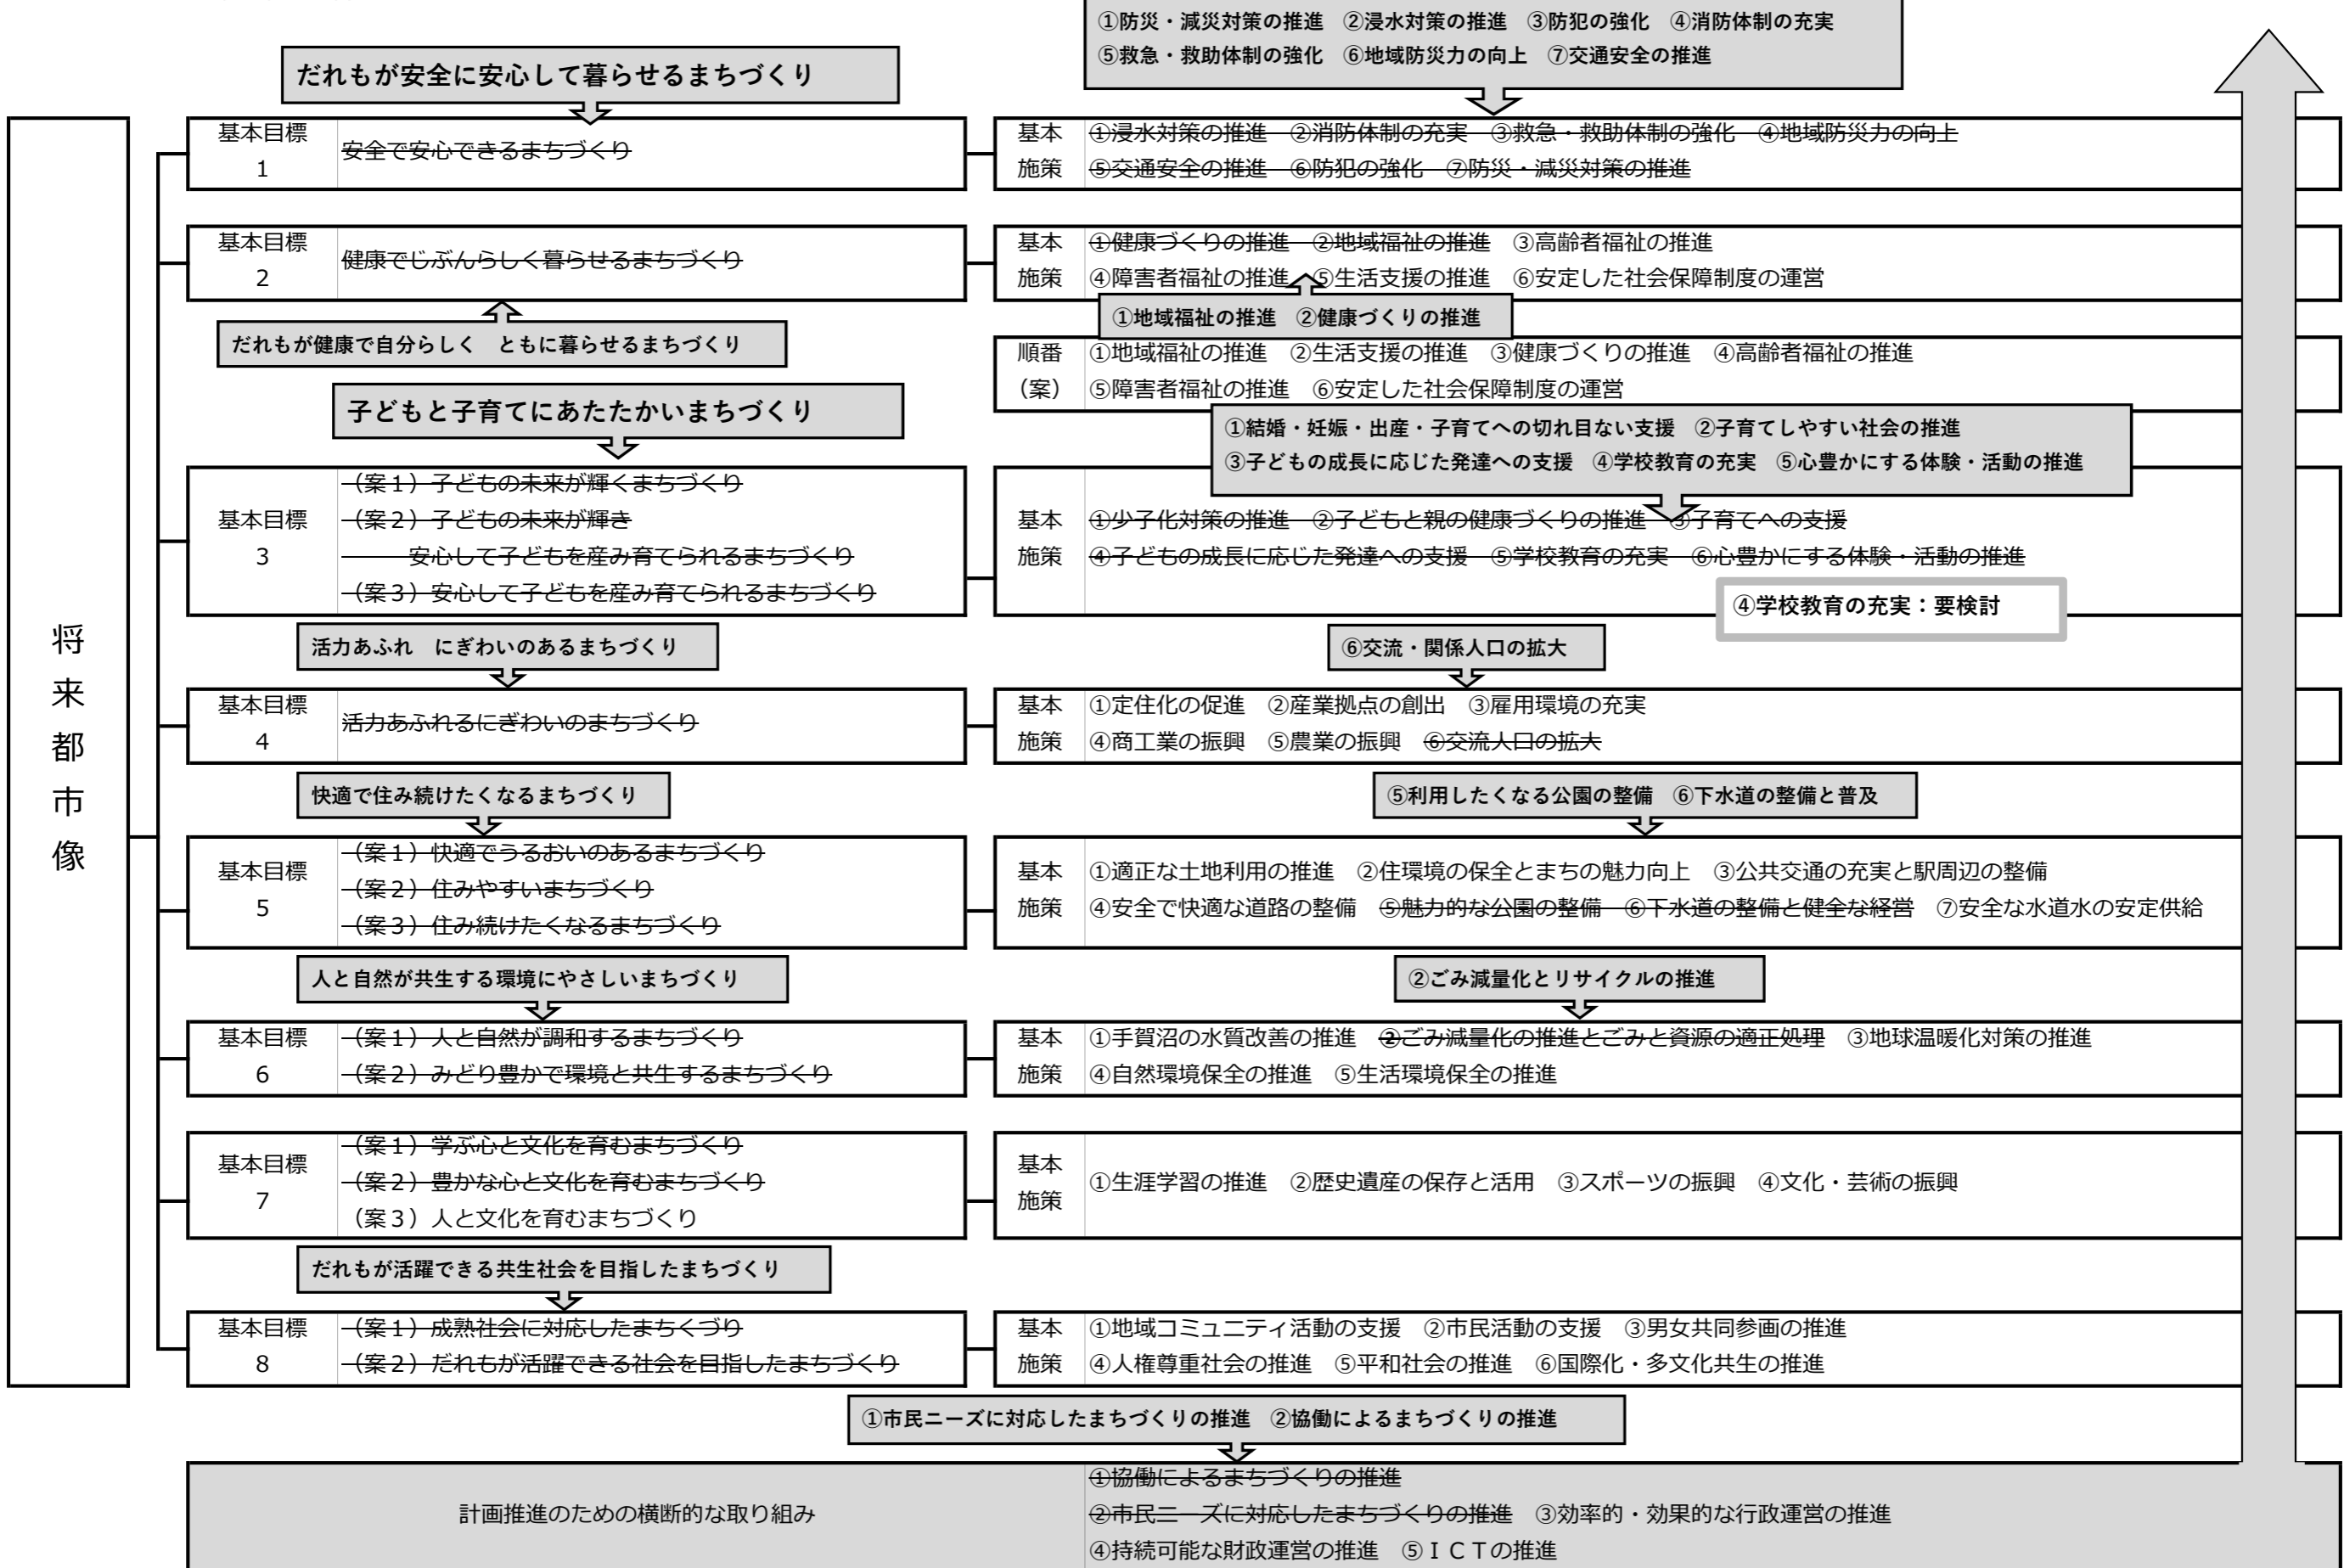 ①防災・減災対策の推進　②浸水対策の推進　③防犯の強化　④消防体制の充実
⑤救急・救助体制の強化　⑥地域防災力の向上　⑦交通安全の推進
だれもが安全に安心して暮らせるまちづくり
将来都市像
基本目標
1
安全で安心できるまちづくり
基本
施策
①浸水対策の推進　②消防体制の充実　③救急・救助体制の強化　④地域防災力の向上
⑤交通安全の推進　⑥防犯の強化　⑦防災・減災対策の推進
基本目標
2
健康でじぶんらしく暮らせるまちづくり
基本
施策
①健康づくりの推進　②地域福祉の推進　③高齢者福祉の推進
④障害者福祉の推進　⑤生活支援の推進　⑥安定した社会保障制度の運営
だれもが健康で自分らしく　ともに暮らせるまちづくり
①地域福祉の推進　②健康づくりの推進
順番
（案）
①地域福祉の推進　②生活支援の推進　③健康づくりの推進　④高齢者福祉の推進
⑤障害者福祉の推進　⑥安定した社会保障制度の運営
子どもと子育てにあたたかいまちづくり
①結婚・妊娠・出産・子育てへの切れ目ない支援　②子育てしやすい社会の推進
③子どもの成長に応じた発達への支援　④学校教育の充実　⑤心豊かにする体験・活動の推進
基本目標
3
（案１）子どもの未来が輝くまちづくり
（案２）子どもの未来が輝き
安心して子どもを産み育てられるまちづくり
（案３）安心して子どもを産み育てられるまちづくり
基本
施策
①少子化対策の推進　②子どもと親の健康づくりの推進　③子育てへの支援
④子どもの成長に応じた発達への支援　⑤学校教育の充実　⑥心豊かにする体験・活動の推進
④学校教育の充実：要検討
活力あふれ　にぎわいのあるまちづくり
⑥交流・関係人口の拡大
基本目標
4
活力あふれるにぎわいのまちづくり
基本
施策
①定住化の促進　②産業拠点の創出　③雇用環境の充実
④商工業の振興　⑤農業の振興　⑥交流人口の拡大
快適で住み続けたくなるまちづくり
⑤利用したくなる公園の整備　⑥下水道の整備と普及
基本目標
5
（案１）快適でうるおいのあるまちづくり
（案２）住みやすいまちづくり
（案３）住み続けたくなるまちづくり
基本
施策
①適正な土地利用の推進　②住環境の保全とまちの魅力向上　③公共交通の充実と駅周辺の整備
④安全で快適な道路の整備　⑤魅力的な公園の整備　⑥下水道の整備と健全な経営　⑦安全な水道水の安定供給
人と自然が共生する環境にやさしいまちづくり
②ごみ減量化とリサイクルの推進
基本目標
6
（案１）人と自然が調和するまちづくり
（案２）みどり豊かで環境と共生するまちづくり
基本
施策
①手賀沼の水質改善の推進　②ごみ減量化の推進とごみと資源の適正処理　③地球温暖化対策の推進
④自然環境保全の推進　⑤生活環境保全の推進
基本目標
7
（案１）学ぶ心と文化を育むまちづくり
（案２）豊かな心と文化を育むまちづくり
（案３）人と文化を育むまちづくり
基本
施策
①生涯学習の推進　②歴史遺産の保存と活用　③スポーツの振興　④文化・芸術の振興
だれもが活躍できる共生社会を目指したまちづくり
基本目標
8
（案１）成熟社会に対応したまちくづり
（案２）だれもが活躍できる社会を目指したまちづくり
基本
施策
①地域コミュニティ活動の支援　②市民活動の支援　③男女共同参画の推進
④人権尊重社会の推進　⑤平和社会の推進　⑥国際化・多文化共生の推進
①市民ニーズに対応したまちづくりの推進　②協働によるまちづくりの推進
計画推進のための横断的な取り組み
①協働によるまちづくりの推進
②市民ニーズに対応したまちづくりの推進　③効率的・効果的な行政運営の推進
④持続可能な財政運営の推進　⑤ＩＣＴの推進